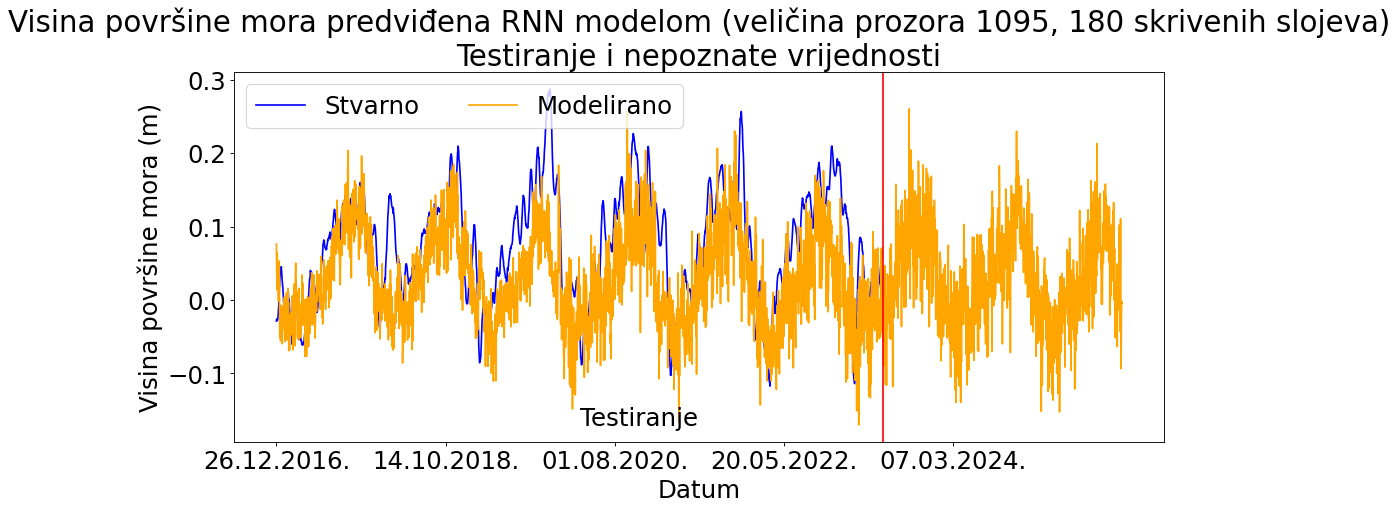 Visina površine mora predviđena RNN modelom (veličina prozora 1095, 180 skrivenih slojeva)
Testiranje i nepoznate vrijednosti
Stvarno Modelirano
Visina površine mora (m)
0.3
0.2
0.1
0.0
−0.1
Testiranje
26.12.2016. 14.10.2018. 01.08.2020. 20.05.2022. 07.03.2024.
Datum